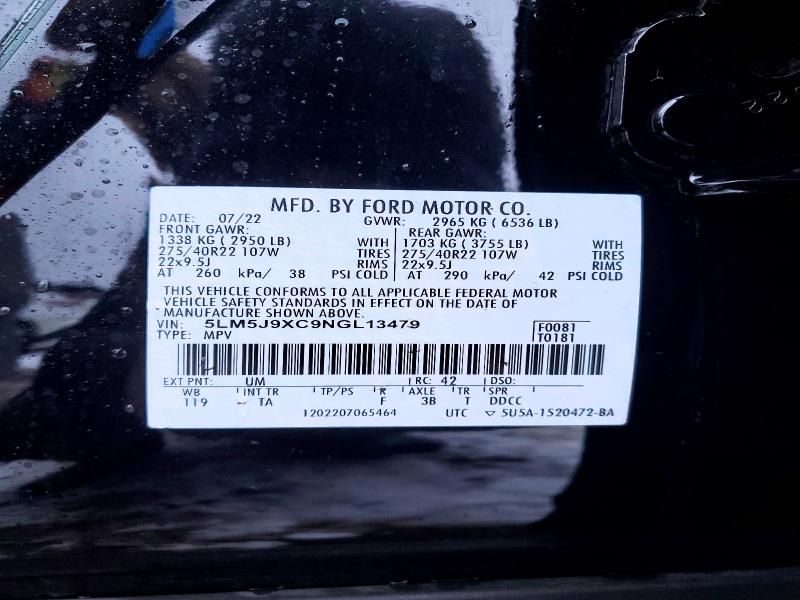 MFD. BY FORD MOTOR CO.
DATE: 07/22 GVWR: 2965 KG ( 6536 LB)
FRONT GAWR: REAR GAWR:
1338 KG ( 2950 LB) WITH 1703 KG ( 3755 LB) WITH
275/40R22 107W TIRES 275/40R22 107W TIRES
22x9.5J RIMS 22x9.5J RIMS
AT 260 kPa/ 38 PSI COLD AT 290 kPa/ 42 PSI COLD
THIS VEHICLE CONFORMS TO ALL APPLICABLE FEDERAL MOTOR
VEHICLE SAFETY STANDARDS IN EFFECT ON THE DATE OF
MANUFACTURE SHOWN ABOVE.
VIN: 5LM5J9XC9NGL13479 F0081
TYPE: MPV T0181
EXT PNT: UM RC: 42 DSO:
WB INT TR TP/PS R AXLE TR SPR
119 TA F 3B T DDCC
1202207065464 UTC ▽ 5U5A-1520472-BA